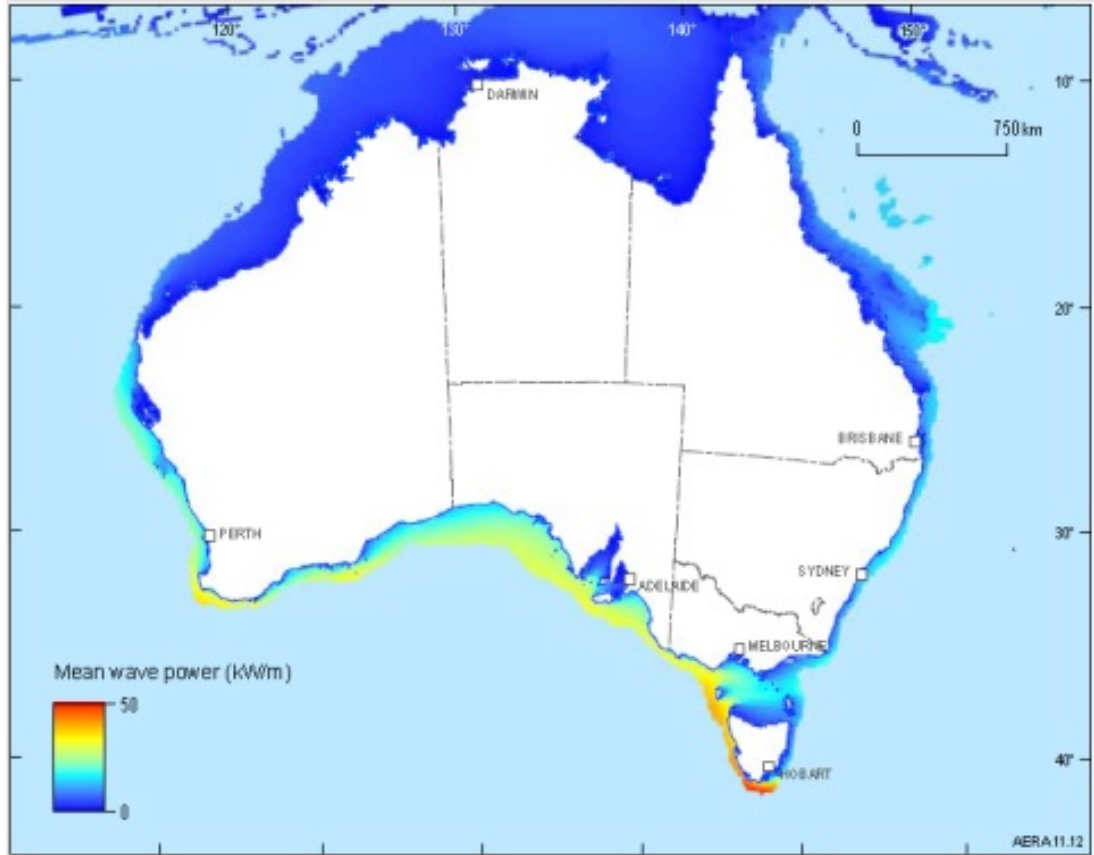 120° 130° 140° 150°
10°
DARWIN
0 750 km
20°
BRISBANE
30°
PERTH
SYDNEY
ADELAIDE
MELBOURNE
Mean wave power (kW/m)
50
0
40°
HOBART
AERA 11.12